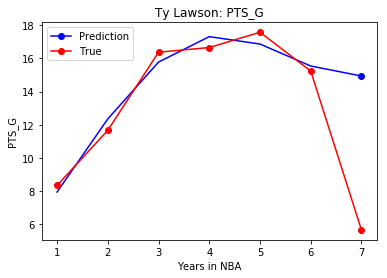 Ty Lawson: PTS_G
Prediction
True
PTS_G
18
16
14
12
10
8
6
1 2 3 4 5 6 7
Years in NBA